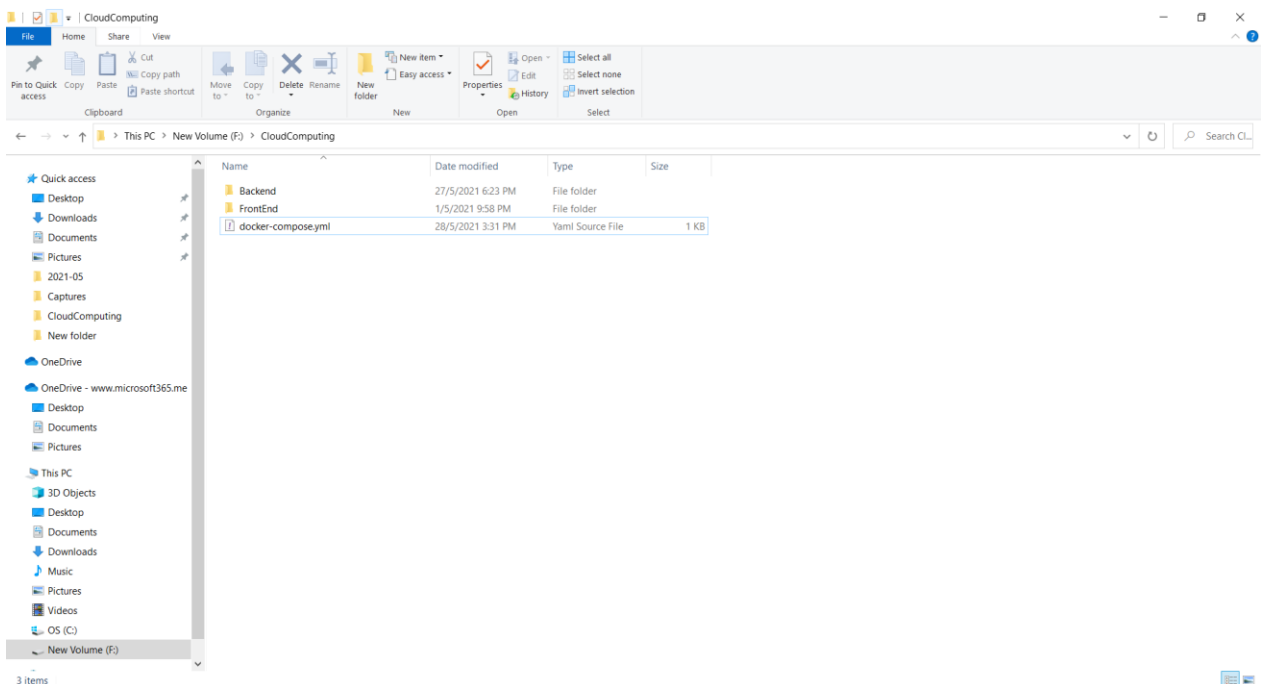 CloudComputing
File Home Share View
Pin to Quick access
Copy
Paste
Cut
Copy path
Paste shortcut
Clipboard
Move to
Copy to
Delete
Rename
Organize
New folder
New item
Easy access
New
Properties
Open
Edit
History
Open
Select all
Select none
Invert selection
Select
This PC > New Volume (F:) > CloudComputing
Search Cl...
Quick access
Desktop
Downloads
Documents
Pictures
2021-05
Captures
CloudComputing
New folder
OneDrive
OneDrive - www.microsoft365.me
Desktop
Documents
Pictures
This PC
3D Objects
Desktop
Documents
Downloads
Music
Pictures
Videos
OS (C:)
New Volume (F:)
Name Date modified Type Size
Backend 27/5/2021 6:23 PM File folder
FrontEnd 1/5/2021 9:58 PM File folder
docker-compose.yml 28/5/2021 3:31 PM Yaml Source File 1 KB
3 items